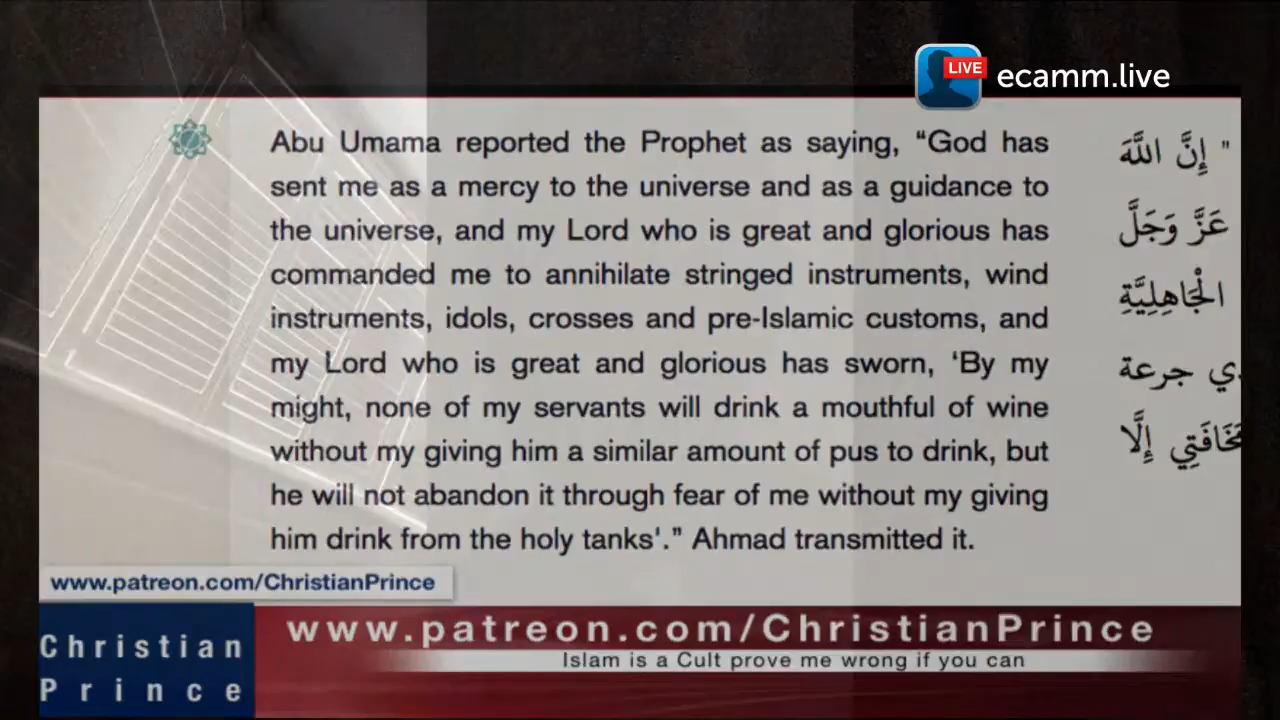 LIVE
ecamm.live
Abu Umama reported the Prophet as saying, “God has
sent me as a mercy to the universe and as a guidance to
the universe, and my Lord who is great and glorious has
commanded me to annihilate stringed instruments, wind
instruments, idols, crosses and pre-Islamic customs, and
my Lord who is great and glorious has sworn, ‘By my
might, none of my servants will drink a mouthful of wine
without my giving him a similar amount of pus to drink, but
he will not abandon it through fear of me without my giving
him drink from the holy tanks'.” Ahmad transmitted it.
" إِنَّ اللَّهَ
عَزَّ وَجَلَّ
الْجَاهِلِيَّةِ
جرعة
إِلَّا
www.patreon.com/ChristianPrince
Christian
Prince
www.patreon.com/ChristianPrince
Islam is a Cult prove me wrong if you can